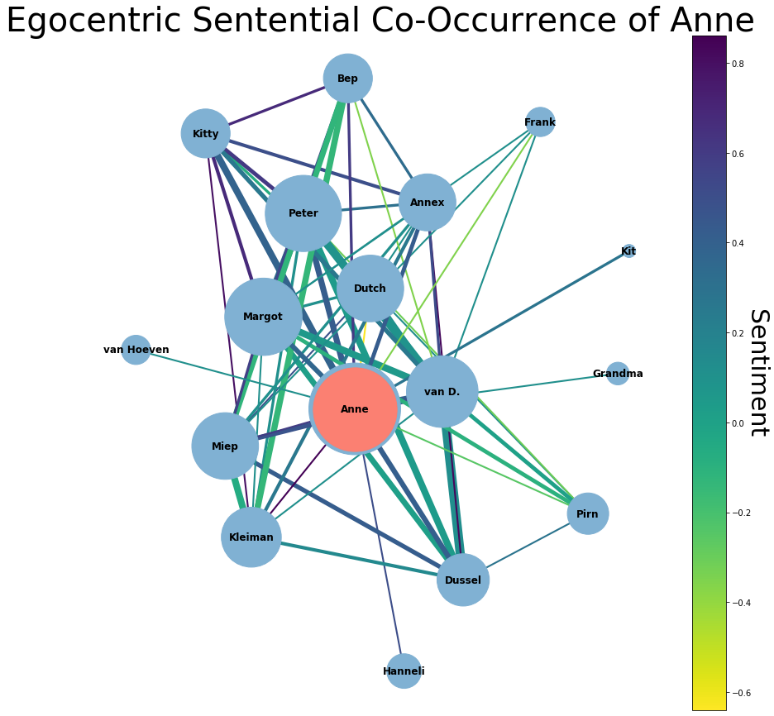 Egocentric Sentential Co-Occurrence of Anne
Bep
Frank
Kitty
Annex
Peter
Kit
Dutch
Margot
van Hoeven
Grandma
van D.
Anne
Miep
Pirn
Kleiman
Dussel
Hanneli
0.8
0.6
0.4
0.2
0.0
−0.2
−0.4
−0.6
Sentiment